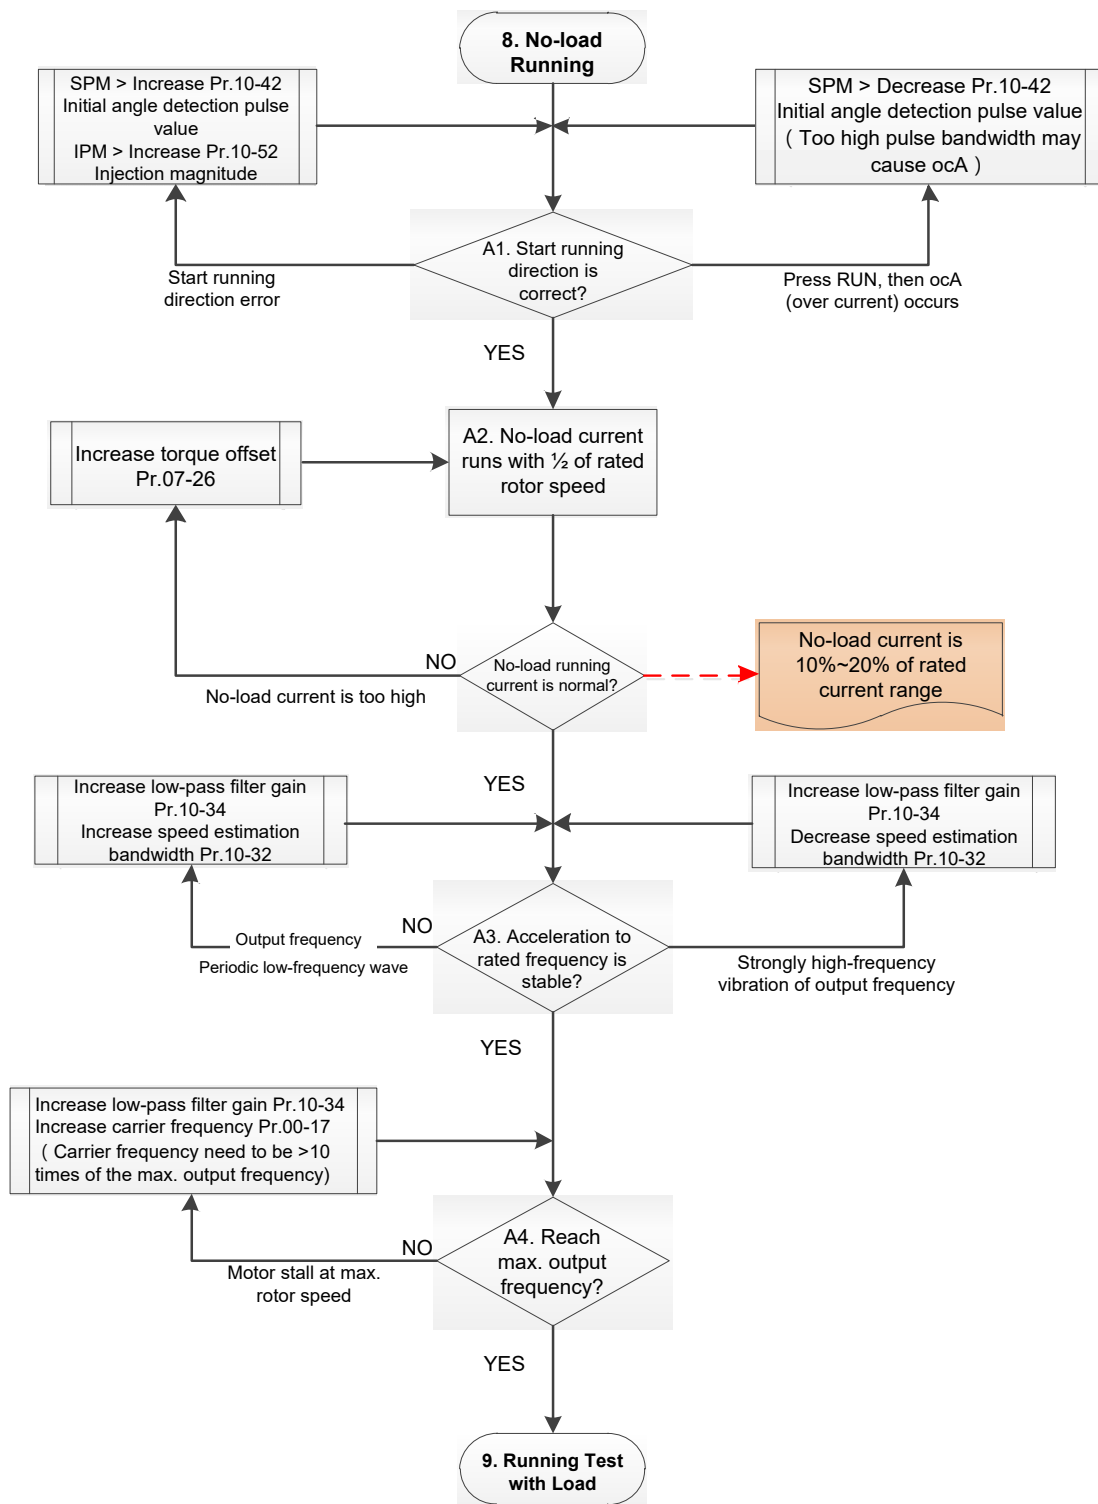 8. No-load
Running
SPM > Increase Pr.10-42
Initial angle detection pulse
value
IPM > Increase Pr.10-52
Injection magnitude
SPM > Decrease Pr.10-42
Initial angle detection pulse value
( Too high pulse bandwidth may
cause ocA )
A1. Start running
direction is
correct?
Start running
direction error
Press RUN, then ocA
(over current) occurs
YES
Increase torque offset
Pr.07-26
A2. No-load current
runs with ½ of rated
rotor speed
NO
No-load current is too high
No-load running
current is normal?
No-load current is
10%~20% of rated
current range
YES
Increase low-pass filter gain
Pr.10-34
Increase speed estimation
bandwidth Pr.10-32
Increase low-pass filter gain
Pr.10-34
Decrease speed estimation
bandwidth Pr.10-32
NO
Output frequency
Periodic low-frequency wave
A3. Acceleration to
rated frequency is
stable?
Strongly high-frequency
vibration of output frequency
YES
Increase low-pass filter gain Pr.10-34
Increase carrier frequency Pr.00-17
( Carrier frequency need to be >10
times of the max. output frequency)
NO
Motor stall at max.
rotor speed
A4. Reach
max. output
frequency?
YES
9. Running Test
with Load